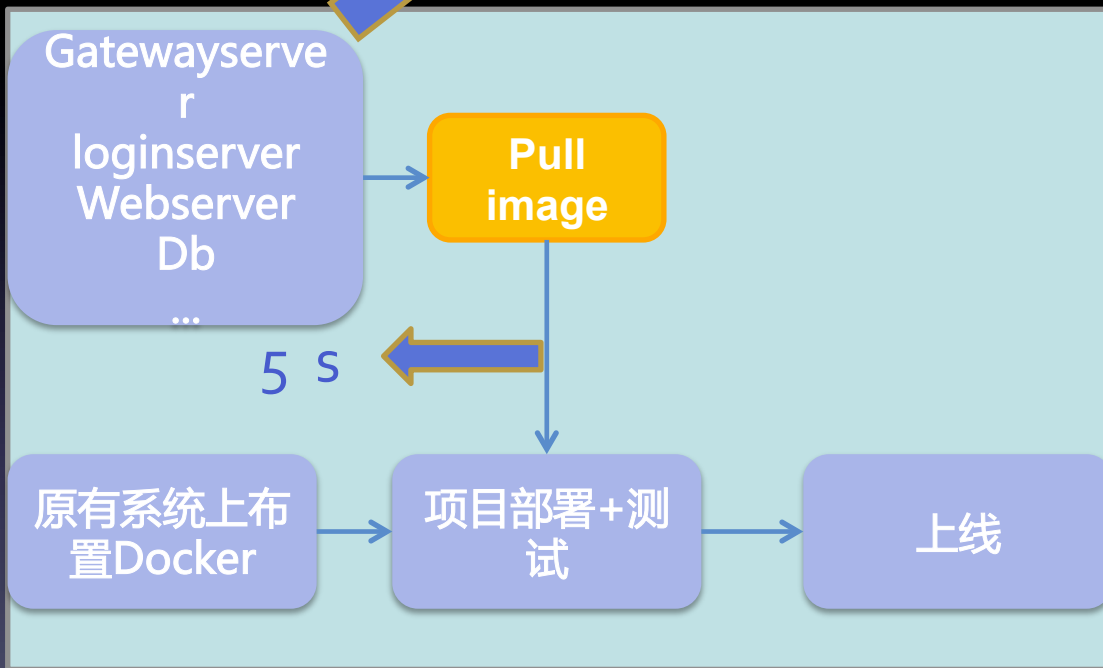 Gatewayserve
r
loginserver
Webserver
Db
...
Pull
image
5 s
原有系统上布
置Docker
项目部署+测
试
上线